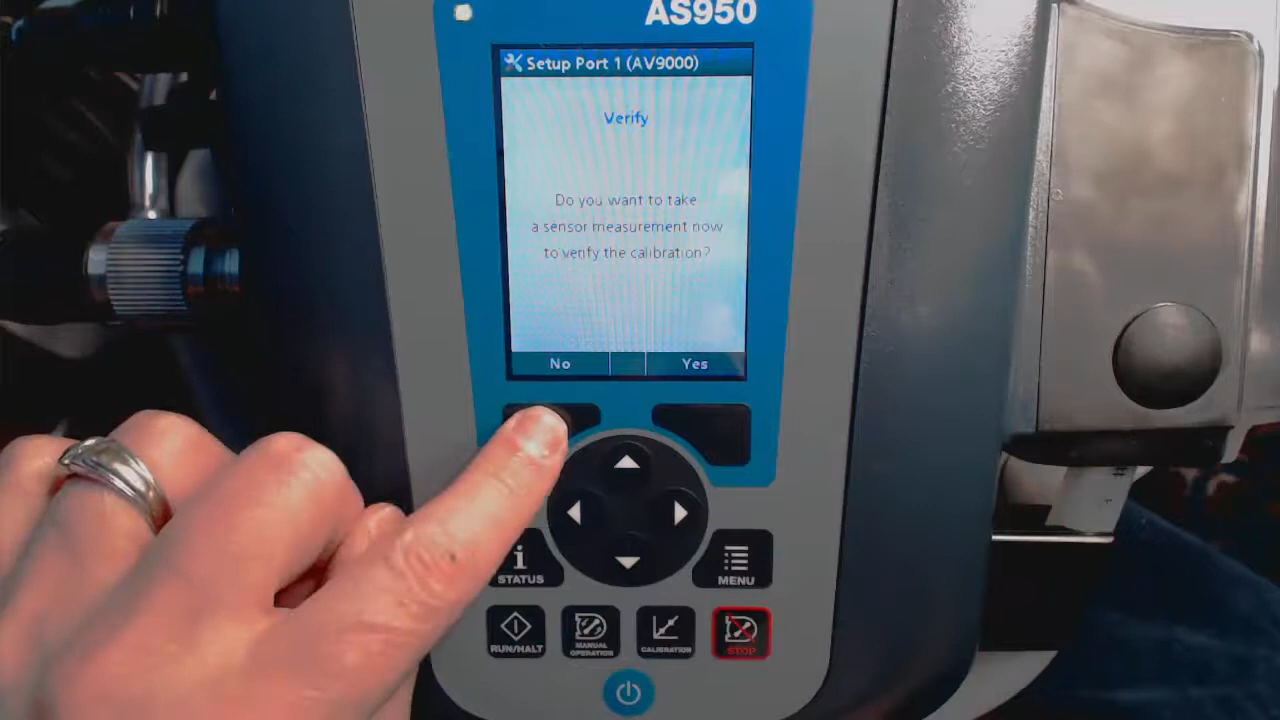 AS950
Setup Port 1 (AV9000)
Verify
Do you want to take
a sensor measurement now
to verify the calibration?
No Yes
STATUS
MENU
RUN/HALT
MANUAL
OPERATION
CALIBRATION
STOP